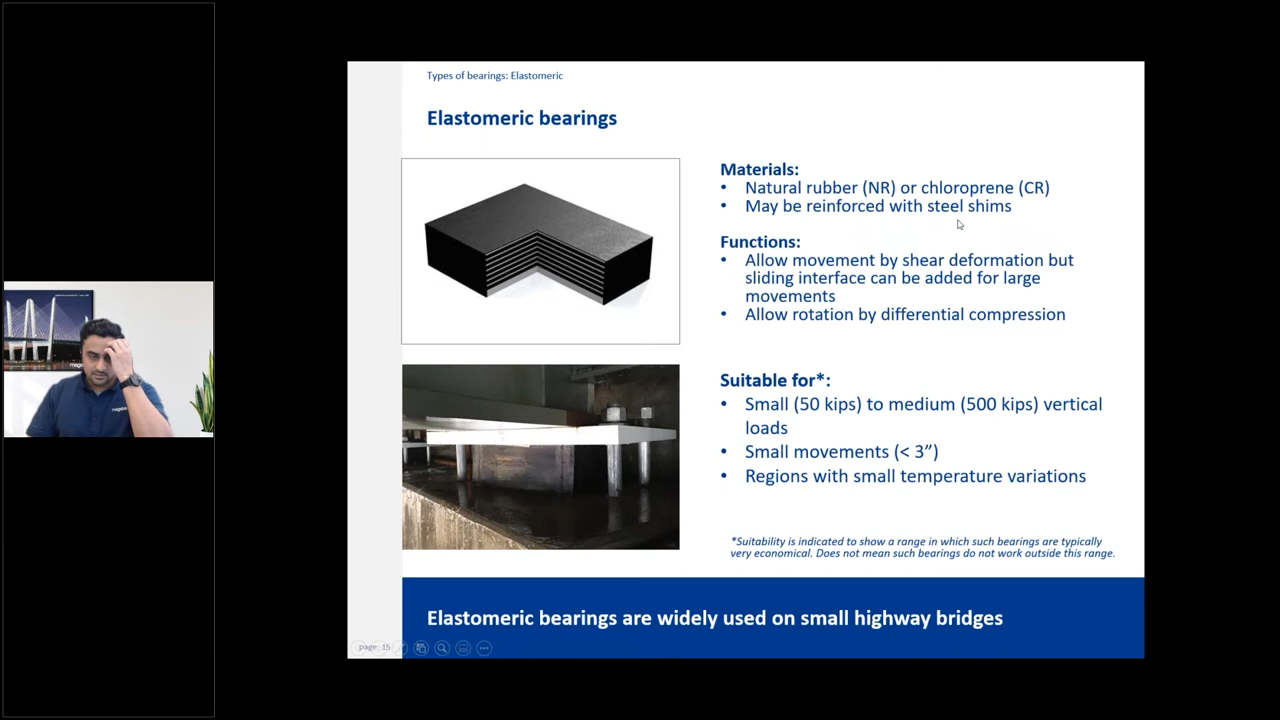 Types of bearings: Elastomeric
Elastomeric bearings
Materials:
• Natural rubber (NR) or chloroprene (CR)
• May be reinforced with steel shims
Functions:
• Allow movement by shear deformation but
sliding interface can be added for large
movements
• Allow rotation by differential compression
Suitable for*:
• Small (50 kips) to medium (500 kips) vertical
loads
• Small movements (< 3”)
• Regions with small temperature variations
*Suitability is indicated to show a range in which such bearings are typically
very economical. Does not mean such bearings do not work outside this range.
Elastomeric bearings are widely used on small highway bridges
page 15